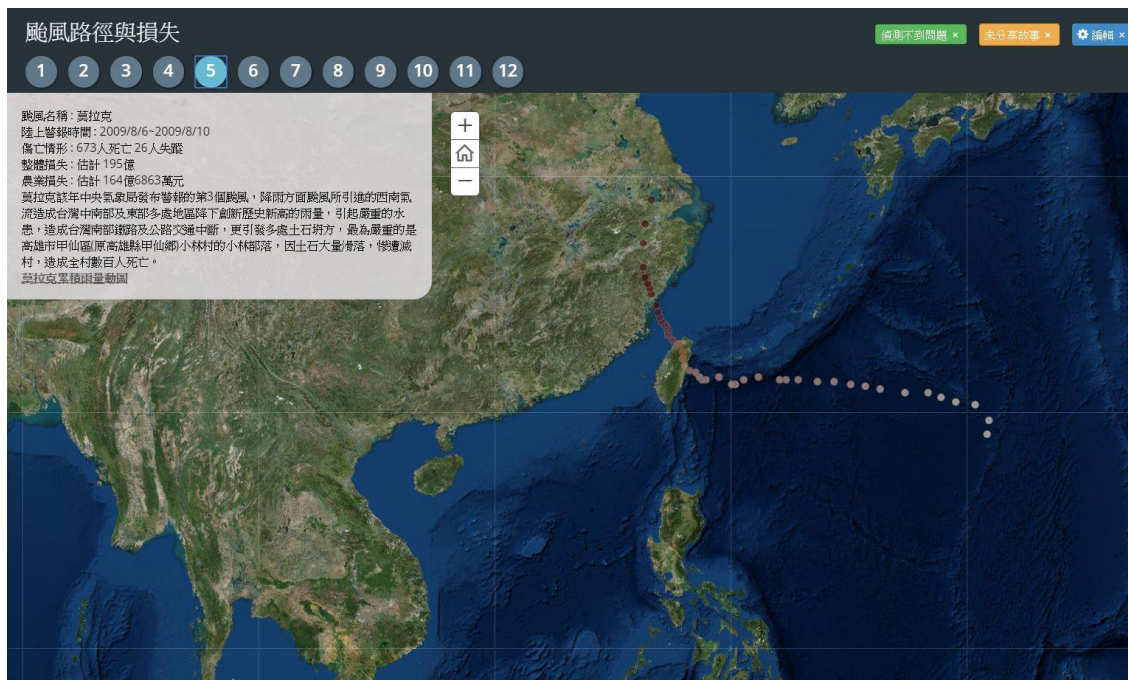 颱風路徑與損失
偵測不到問題 ×
未分享故事 ×
編輯 ×
1 2 3 4 5 6 7 8 9 10 11 12
颱風名稱：莫拉克
陸上警報時間：2009/8/6~2009/8/10
傷亡情形：673人死亡 26人失蹤
整體損失：估計 195億
農業損失：估計 164億6863萬元
莫拉克該年中央氣象局發布警報的第3個颱風，降雨方面颱風所引進的西南氣
流造成台灣中南部及東部多處地區降下創新歷史新高的雨量，引起嚴重的水
患，造成台灣南部鐵路及公路交通中斷，更引發多處土石坍方，最為嚴重的是
高雄市甲仙區(原高雄縣甲仙鄉)小林村的小林部落，因土石大量滑落，慘遭滅
村，造成全村數百人死亡。
莫拉克累積雨量動圖
+
−